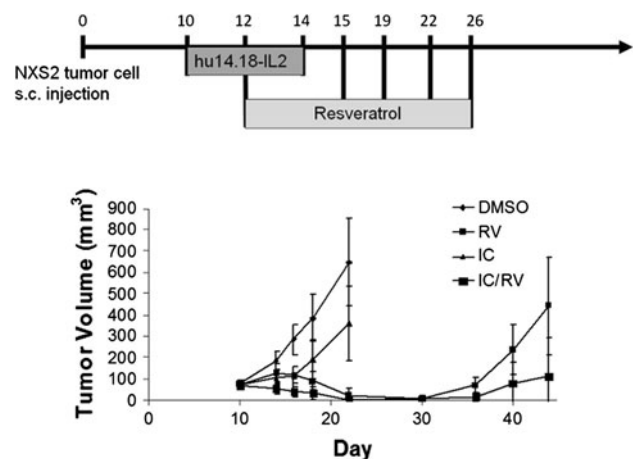 0 10 12 14 15 19 22 26
hu14.18-IL2
NXS2 tumor cell
s.c. injection
Resveratrol
Tumor Volume (mm³)
900
800
700
600
500
400
300
200
100
0
0 10 20 30 40
Day
DMSO
RV
IC
IC/RV